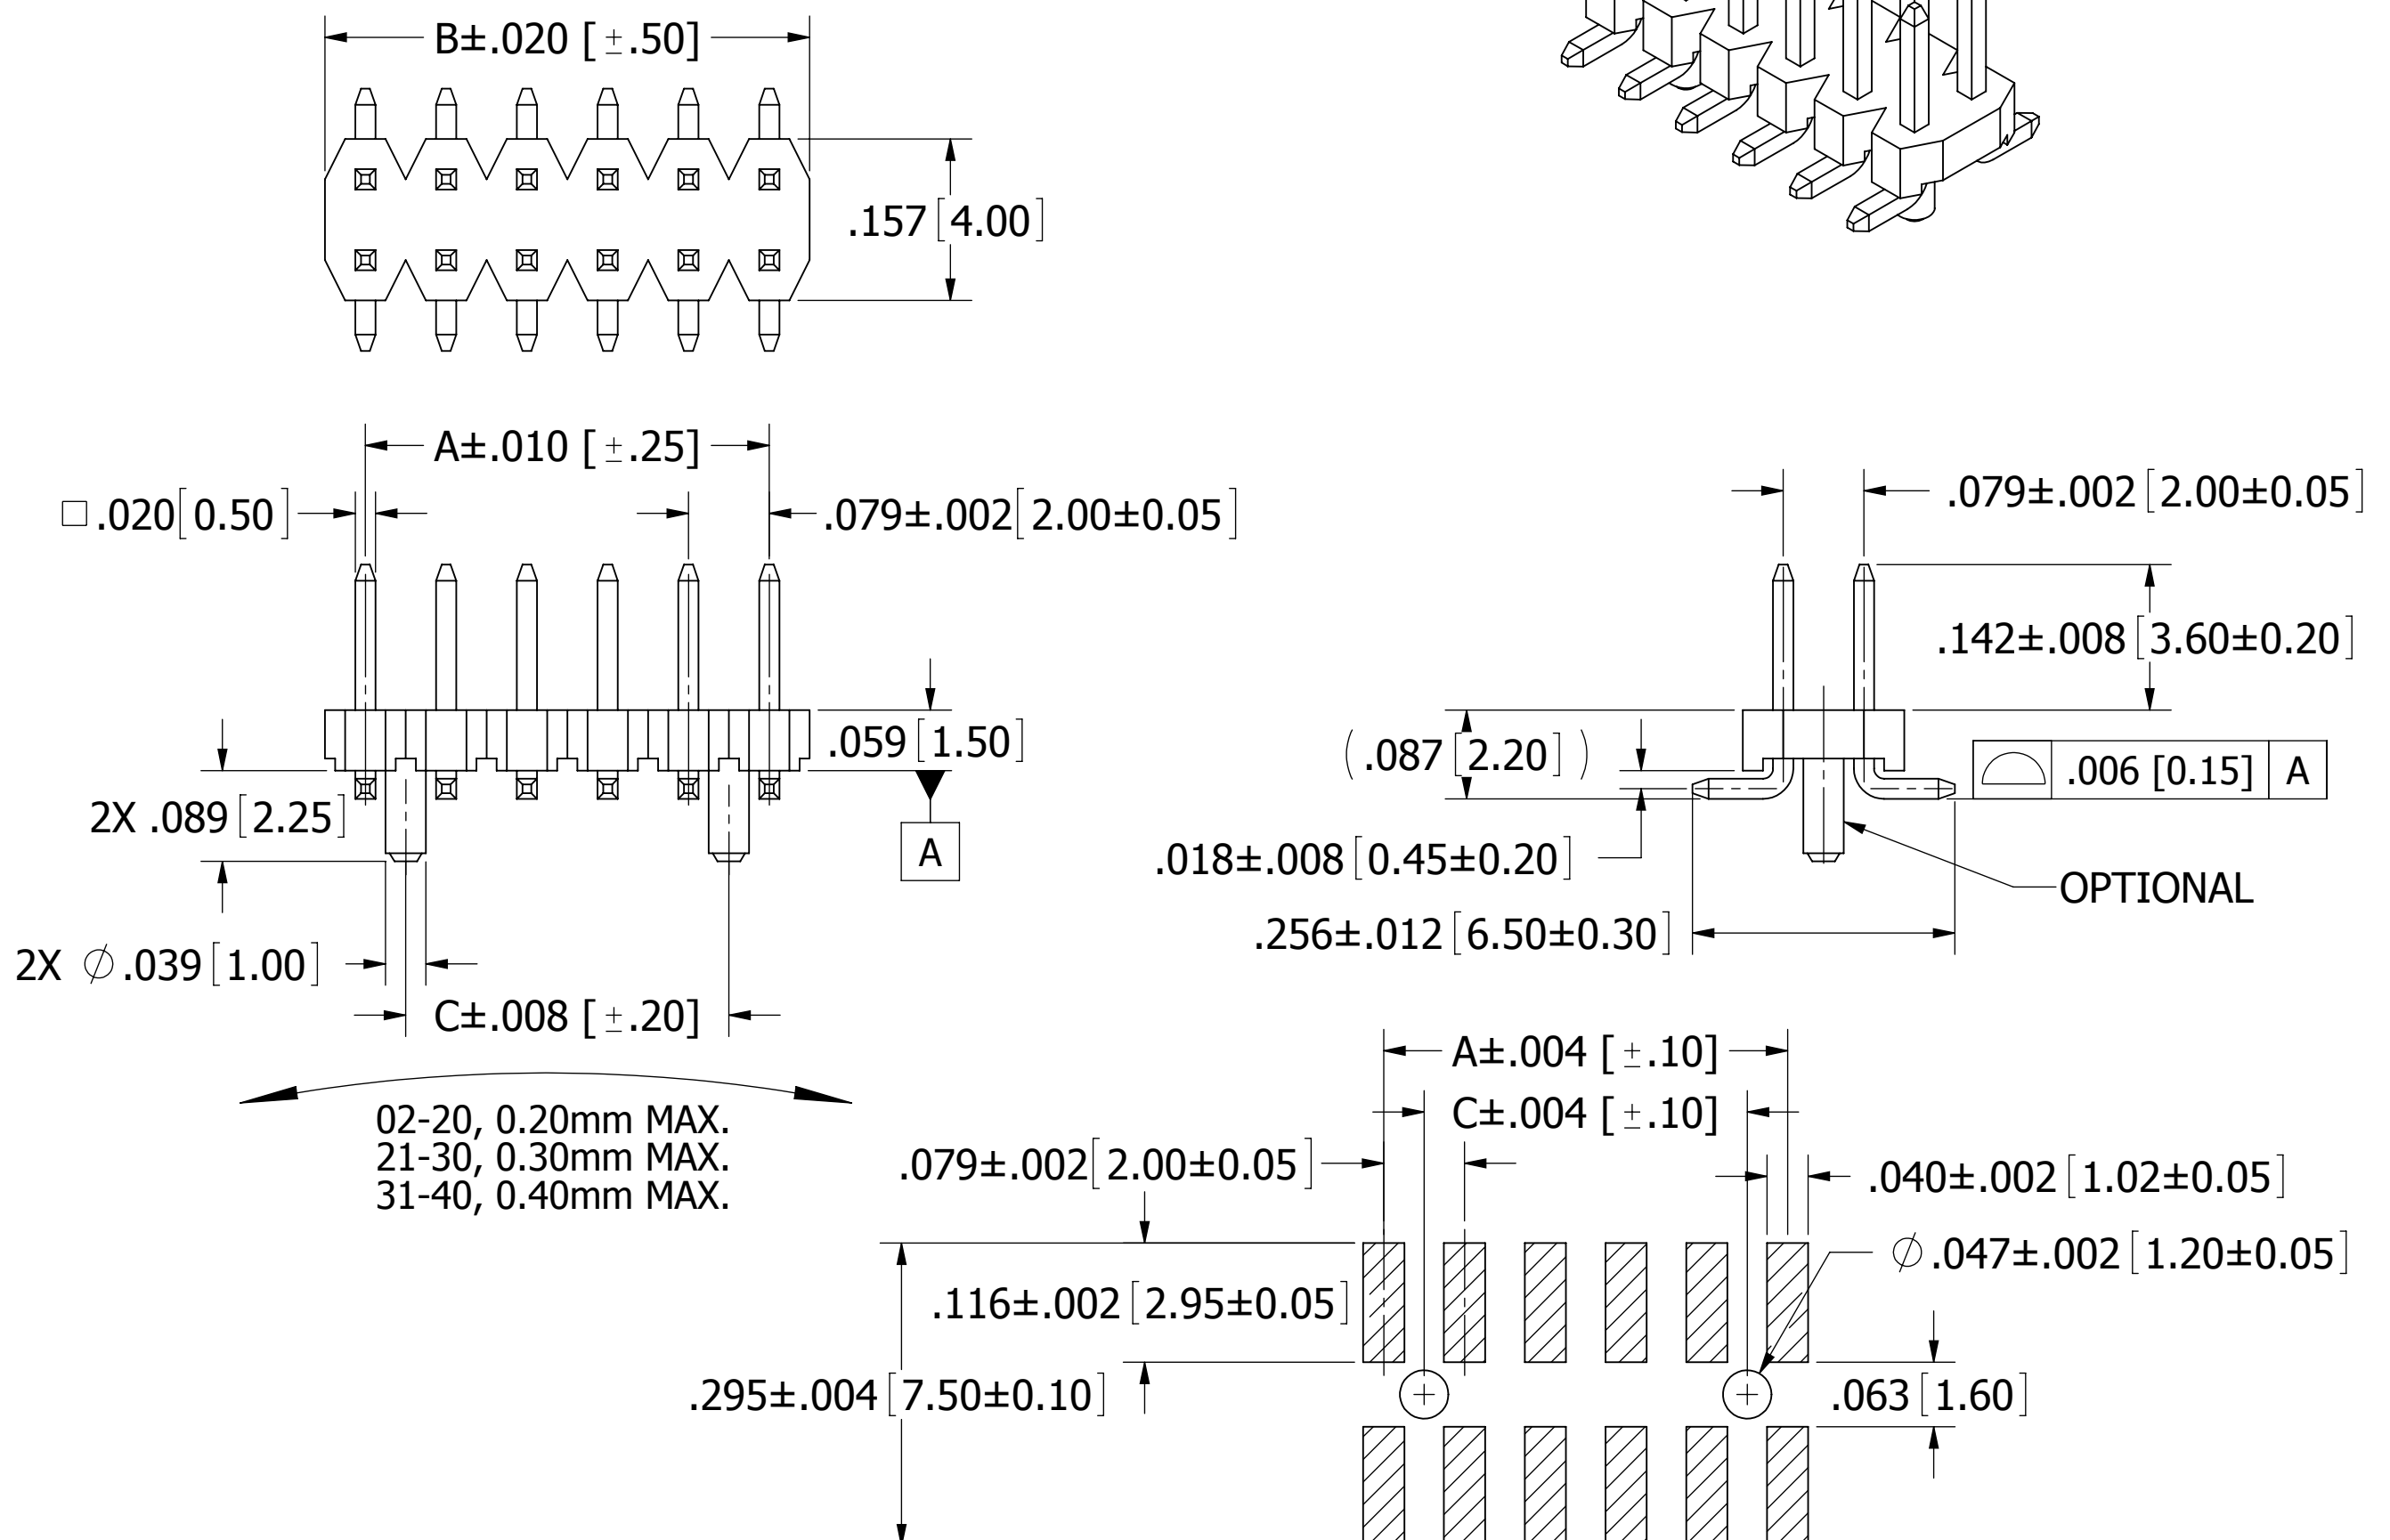 B±.020 [±.50]
.157[4.00]
A±.010 [±.25]
□ .020[0.50]
.079±.002[2.00±0.05]
.079±.002[2.00±0.05]
.142±.008[3.60±0.20]
.059[1.50]
(.087[2.20])
.006 [0.15] A
2X .089[2.25]
A
.018±.008[0.45±0.20]
OPTIONAL
.256±.012[6.50±0.30]
2X ⌀.039[1.00]
C±.008 [±.20]
A±.004 [±.10]
C±.004 [±.10]
02-20, 0.20mm MAX.
21-30, 0.30mm MAX.
31-40, 0.40mm MAX.
.079±.002[2.00±0.05]
.040±.002[1.02±0.05]
⌀.047±.002[1.20±0.05]
.116±.002[2.95±0.05]
.295±.004[7.50±0.10]
.063[1.60]